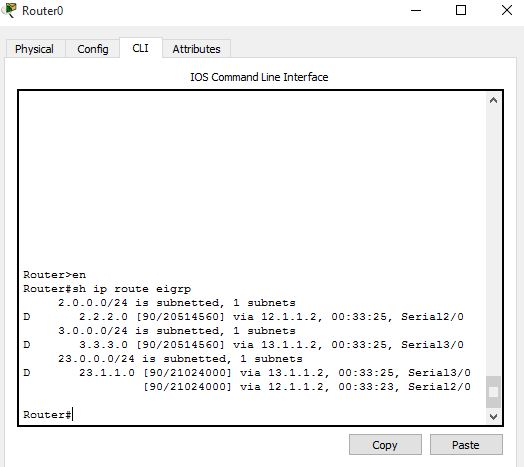 Router0
Physical Config CLI Attributes
IOS Command Line Interface
Router>en
Router#sh ip route eigrp
     2.0.0.0/24 is subnetted, 1 subnets
D       2.2.2.0 [90/20514560] via 12.1.1.2, 00:33:25, Serial2/0
     3.0.0.0/24 is subnetted, 1 subnets
D       3.3.3.0 [90/20514560] via 13.1.1.2, 00:33:25, Serial3/0
     23.0.0.0/24 is subnetted, 1 subnets
D       23.1.1.0 [90/21024000] via 13.1.1.2, 00:33:25, Serial3/0
                 [90/21024000] via 12.1.1.2, 00:33:23, Serial2/0
Router#
Copy Paste